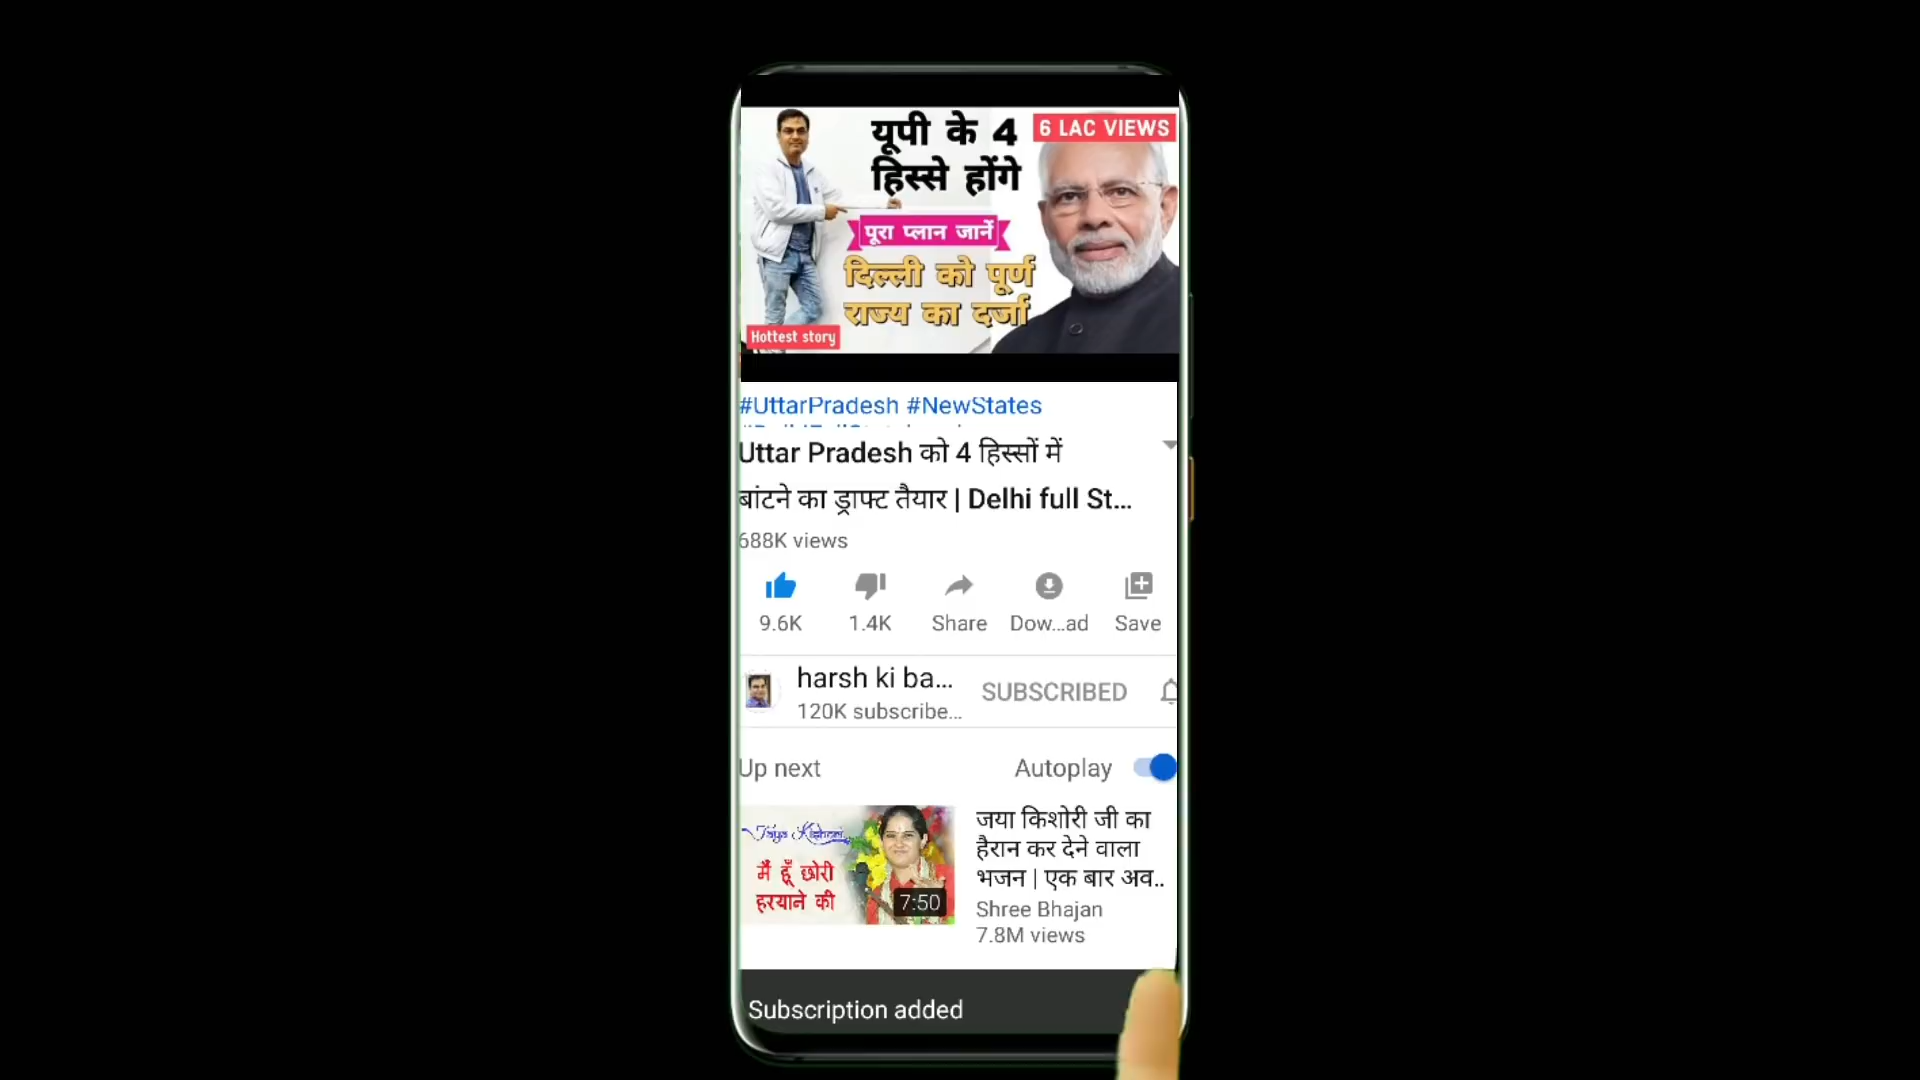 यूपी के 4
हिस्से होंगे
6 LAC VIEWS
पूरा प्लान जानें
दिल्ली को पूर्ण
राज्य का दर्जा
Hottest story
#UttarPradesh #NewStates
Uttar Pradesh को 4 हिस्सों में
बांटने का ड्राफ्ट तैयार | Delhi full St...
688K views
9.6K
1.4K
Share
Dow...ad
Save
harsh ki ba...
120K subscribe...
SUBSCRIBED
Up next
Autoplay
Jaya Kishori
मैं हूँ छोरी
हरयाने की
7:50
जया किशोरी जी का
हैरान कर देने वाला
भजन | एक बार अव..
Shree Bhajan
7.8M views
Subscription added